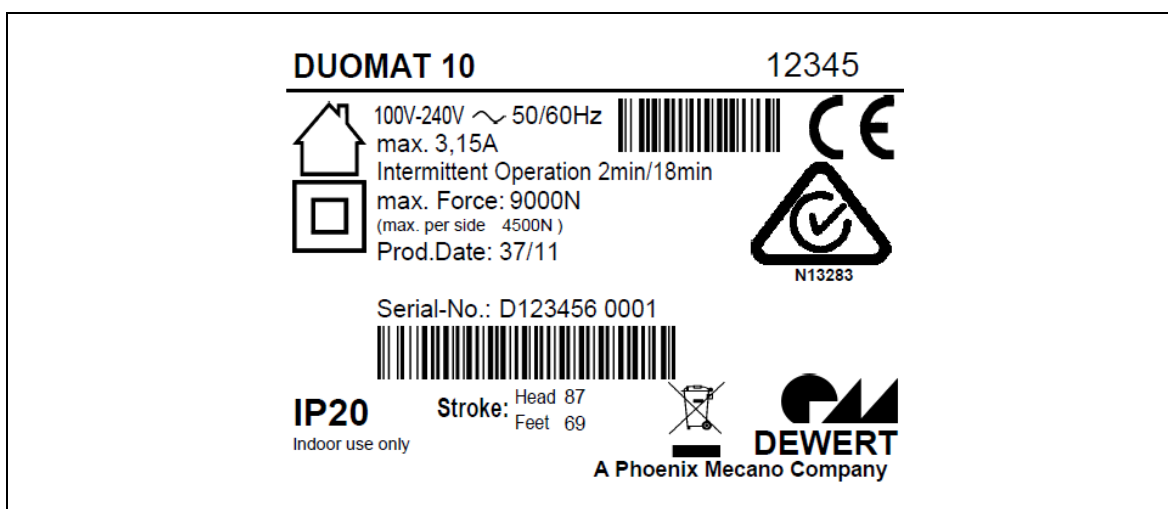 DUOMAT 10 12345
100V-240V ~ 50/60Hz
max. 3,15A
Intermittent Operation 2min/18min
max. Force: 9000N
(max. per side 4500N )
Prod.Date: 37/11
CE
N13283
Serial-No.: D123456 0001
Stroke: Head 87
Feet 69
IP20
Indoor use only
DEWERT
A Phoenix Mecano Company